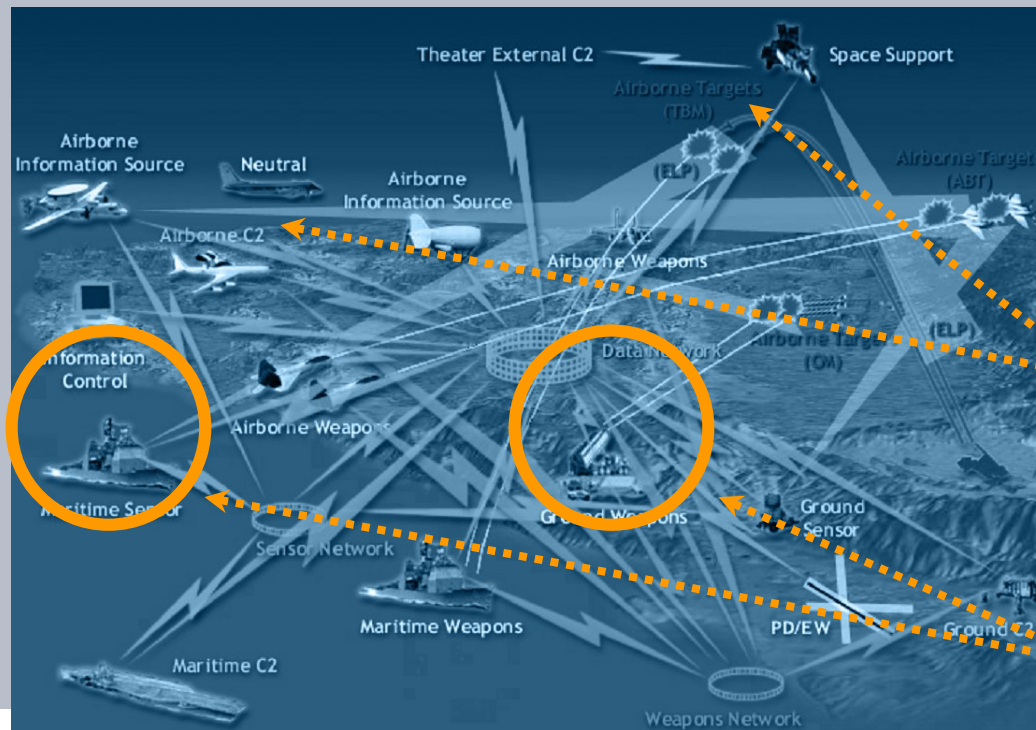 Theater External C2
Space Support
Airborne Targets
(TBM)
Airborne
Information Source
Neutral
Airborne
Information Source
(ELP)
Airborne Targets
(ABT)
Airborne C2
Airborne Weapons
Information
Control
Data Network
(ELP)
Airborne Target
(CM)
Airborne Weapons
Maritime Sensor
Ground Weapons
Ground
Sensor
Sensor Network
Maritime Weapons
PD/EW
Ground C2
Maritime C2
Weapons Network